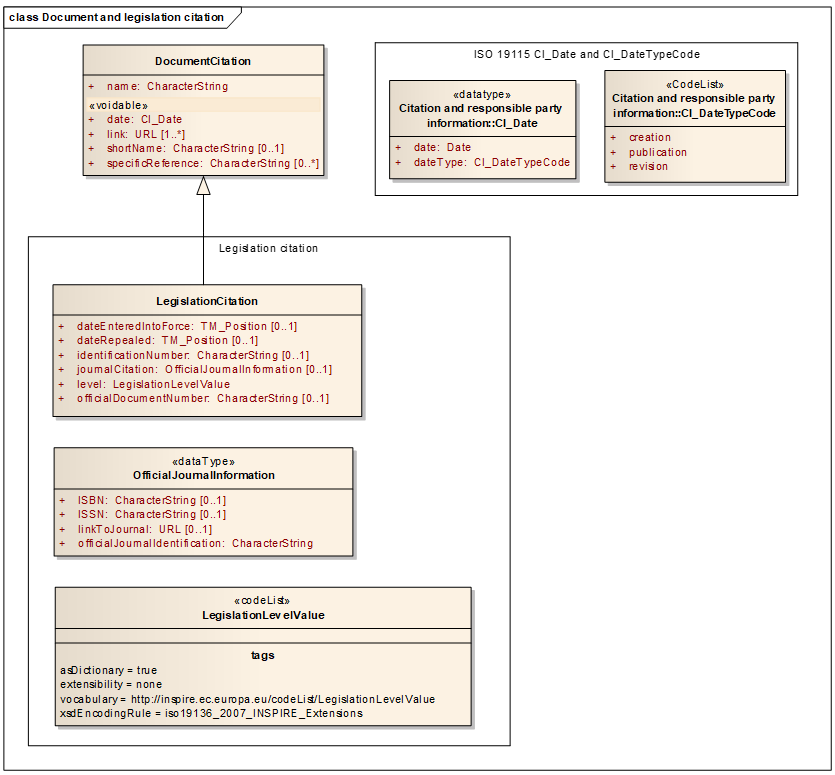 class Document and legislation citation
DocumentCitation
+ name: CharacterString
«voidable»
+ date: CI_Date
+ link: URL [1..*]
+ shortName: CharacterString [0..1]
+ specificReference: CharacterString [0..*]
ISO 19115 CI_Date and CI_DateTypeCode
«datatype»
Citation and responsible party
information::CI_Date
+ date: Date
+ dateType: CI_DateTypeCode
«CodeList»
Citation and responsible party
information::CI_DateTypeCode
+ creation
+ publication
+ revision
Legislation citation
LegislationCitation
+ dateEnteredIntoForce: TM_Position [0..1]
+ dateRepealed: TM_Position [0..1]
+ identificationNumber: CharacterString [0..1]
+ journalCitation: OfficialJournalInformation [0..1]
+ level: LegislationLevelValue
+ officialDocumentNumber: CharacterString [0..1]
«dataType»
OfficialJournalInformation
+ ISBN: CharacterString [0..1]
+ ISSN: CharacterString [0..1]
+ linkToJournal: URL [0..1]
+ officialJournalIdentification: CharacterString
«codeList»
LegislationLevelValue
tags
asDictionary = true
extensibility = none
vocabulary = http://inspire.ec.europa.eu/codeList/LegislationLevelValue
xsdEncodingRule = iso19136_2007_INSPIRE_Extensions